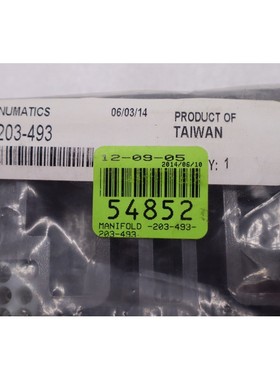 NUMATICS 06/03/14 PRODUCT OF
203-493 TAIWAN
12-09-05
2014/06/10
Y: 1
54852
MANIFOLD -203-493-
203-493